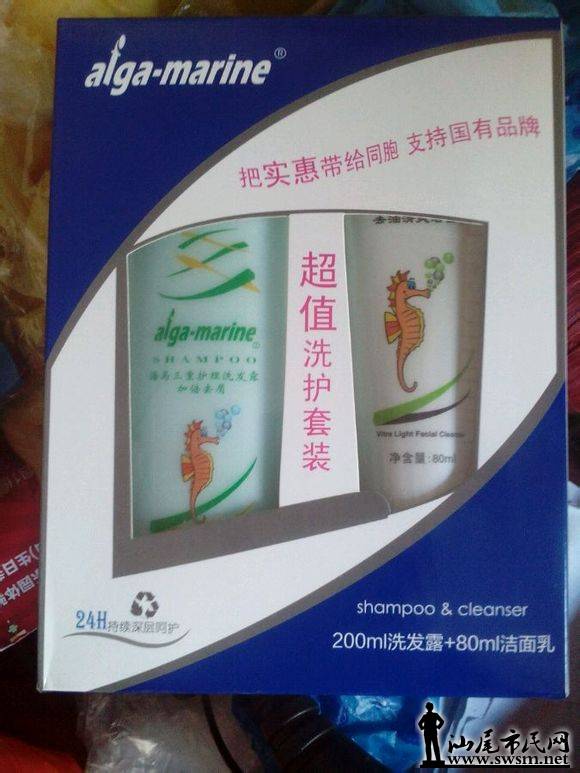 alga-marine®
把实惠带给同胞 支持国有品牌
超值洗护套装
alga-marine®
SHAMPOO
海马三重护理洗发露
加倍去屑
Vitra Light Facial Cleanser
净含量:80ml
24H持续深层呵护
shampoo & cleanser
200ml洗发露+80ml洁面乳
汕尾市民网
www.swsm.net